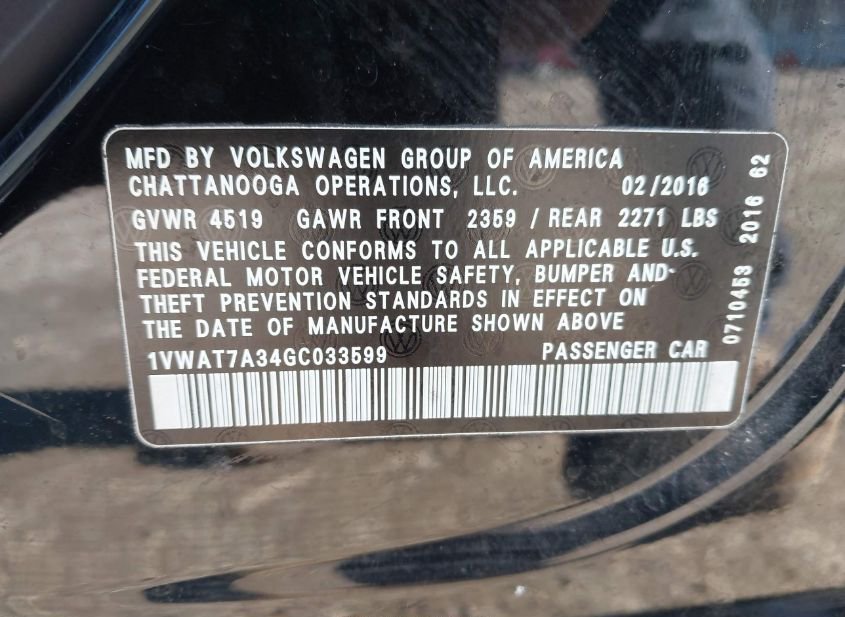 MFD BY VOLKSWAGEN GROUP OF AMERICA
CHATTANOOGA OPERATIONS, LLC. 02/2016
GVWR 4519 GAWR FRONT 2359 / REAR 2271 LBS
THIS VEHICLE CONFORMS TO ALL APPLICABLE U.S.
FEDERAL MOTOR VEHICLE SAFETY, BUMPER AND
THEFT PREVENTION STANDARDS IN EFFECT ON
THE DATE OF MANUFACTURE SHOWN ABOVE
1VWAT7A34GC033599 PASSENGER CAR
0710459 2016 62